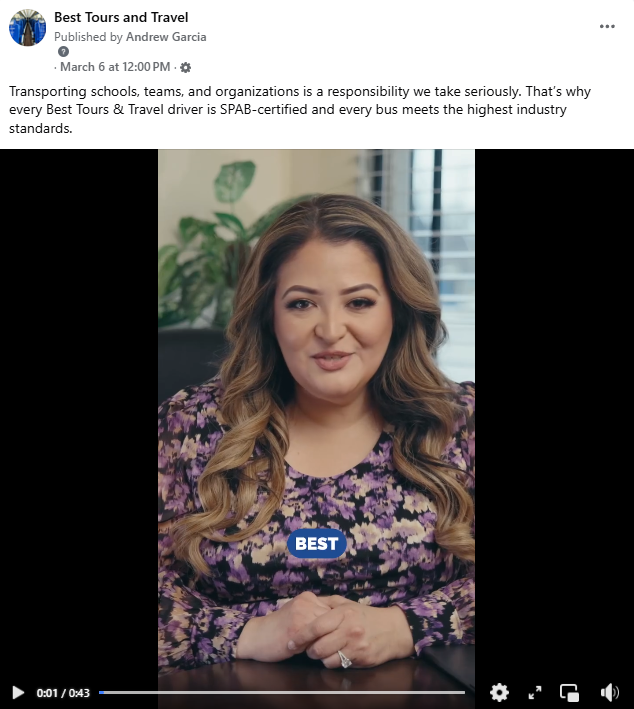 Best Tours and Travel
Published by Andrew Garcia
· March 6 at 12:00 PM ·
Transporting schools, teams, and organizations is a responsibility we take seriously. That's why
every Best Tours & Travel driver is SPAB-certified and every bus meets the highest industry
standards.
BEST
0:01 / 0:43